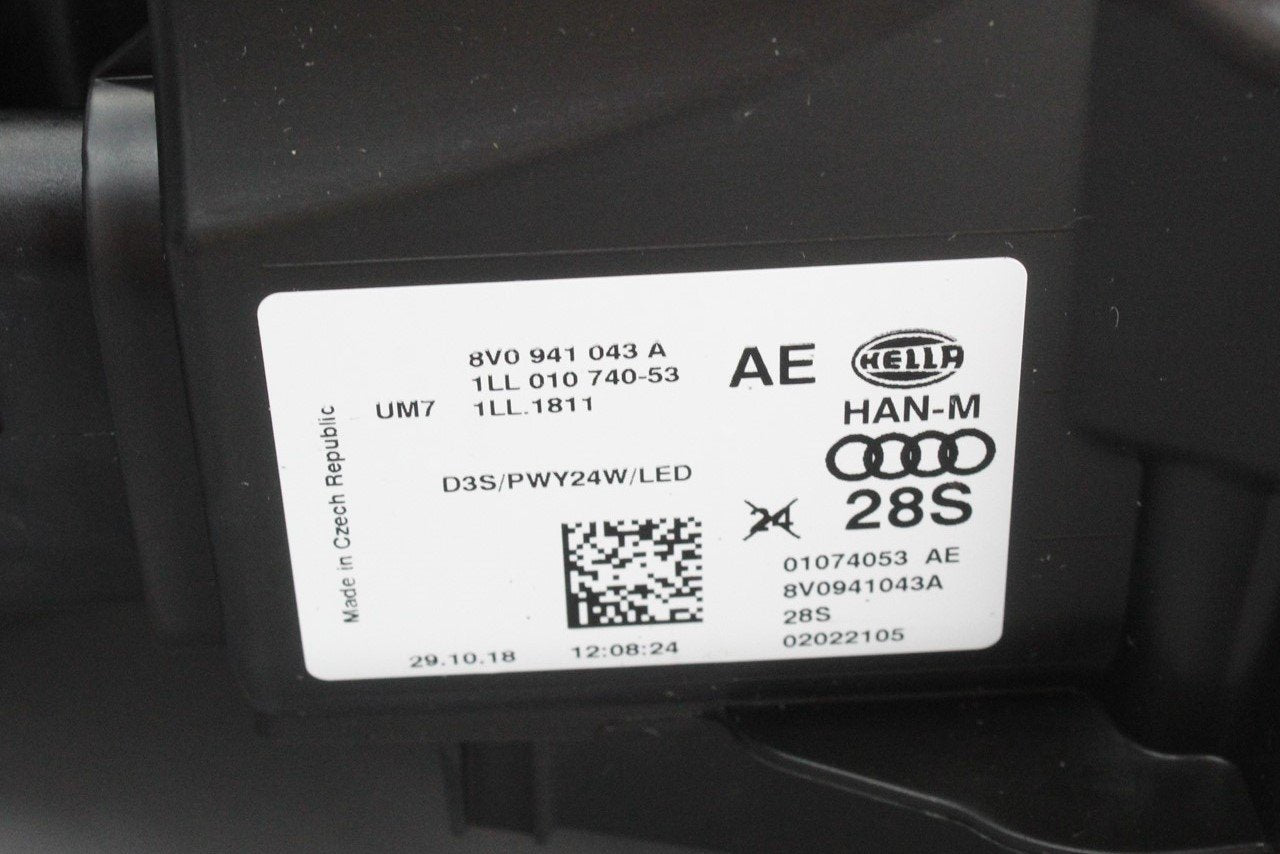 8V0 941 043 A
1LL 010 740-53
UM7 1LL.1811
AE
HELLA
HAN-M
D3S/PWY24W/LED
24
28S
01074053 AE
8V0941043A
28S
02022105
29.10.18 12:08:24
Made in Czech Republic